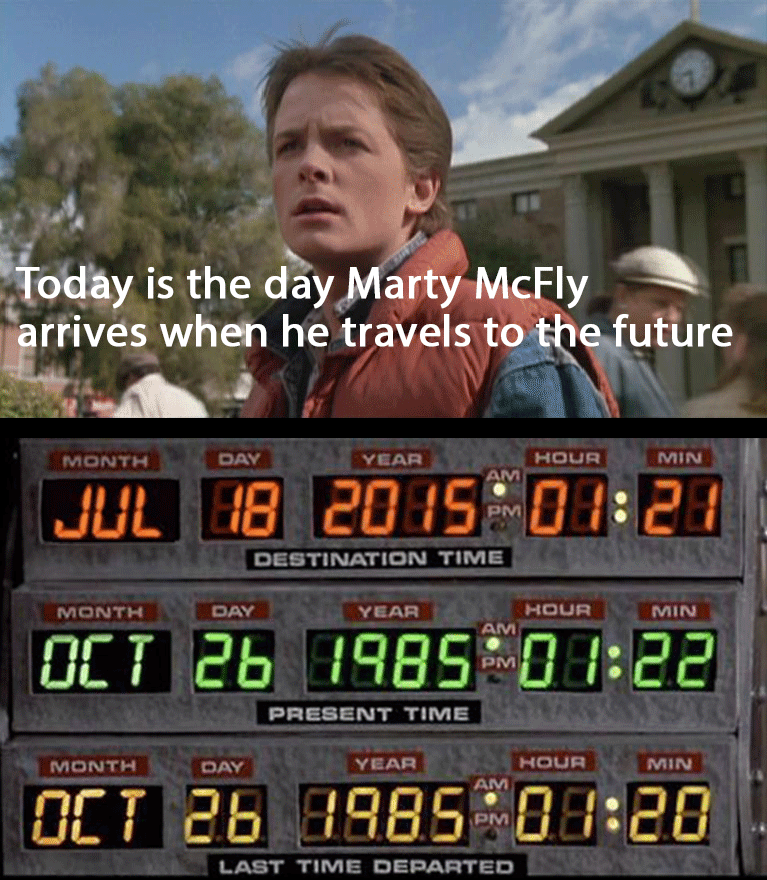 Today is the day Marty McFly
arrives when he travels to the future
MONTH DAY YEAR HOUR MIN
AM
JUL 18 2015 PM 01:21
DESTINATION TIME
MONTH DAY YEAR HOUR MIN
AM
OCT 26 1985 PM 01:22
PRESENT TIME
MONTH DAY YEAR HOUR MIN
AM
OCT 26 1985 PM 01:20
LAST TIME DEPARTED